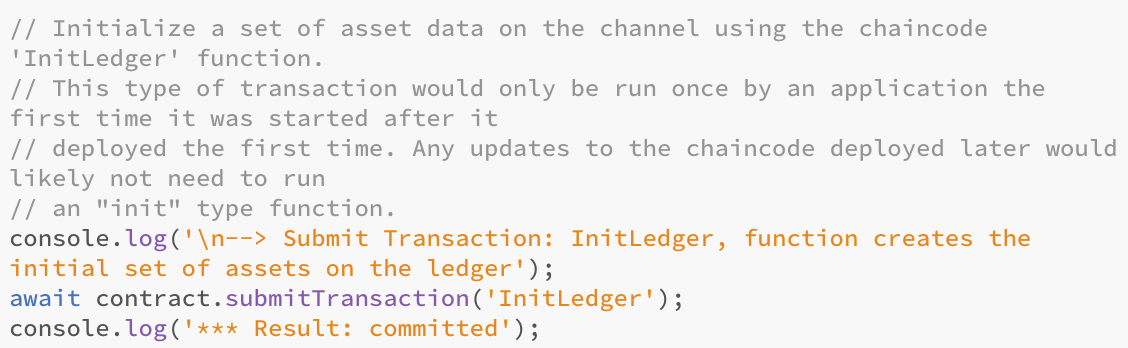 // Initialize a set of asset data on the channel using the chaincode
'InitLedger' function.
// This type of transaction would only be run once by an application the
first time it was started after it
// deployed the first time. Any updates to the chaincode deployed later would
likely not need to run
// an "init" type function.
console.log('\n--> Submit Transaction: InitLedger, function creates the
initial set of assets on the ledger');
await contract.submitTransaction('InitLedger');
console.log('*** Result: committed');